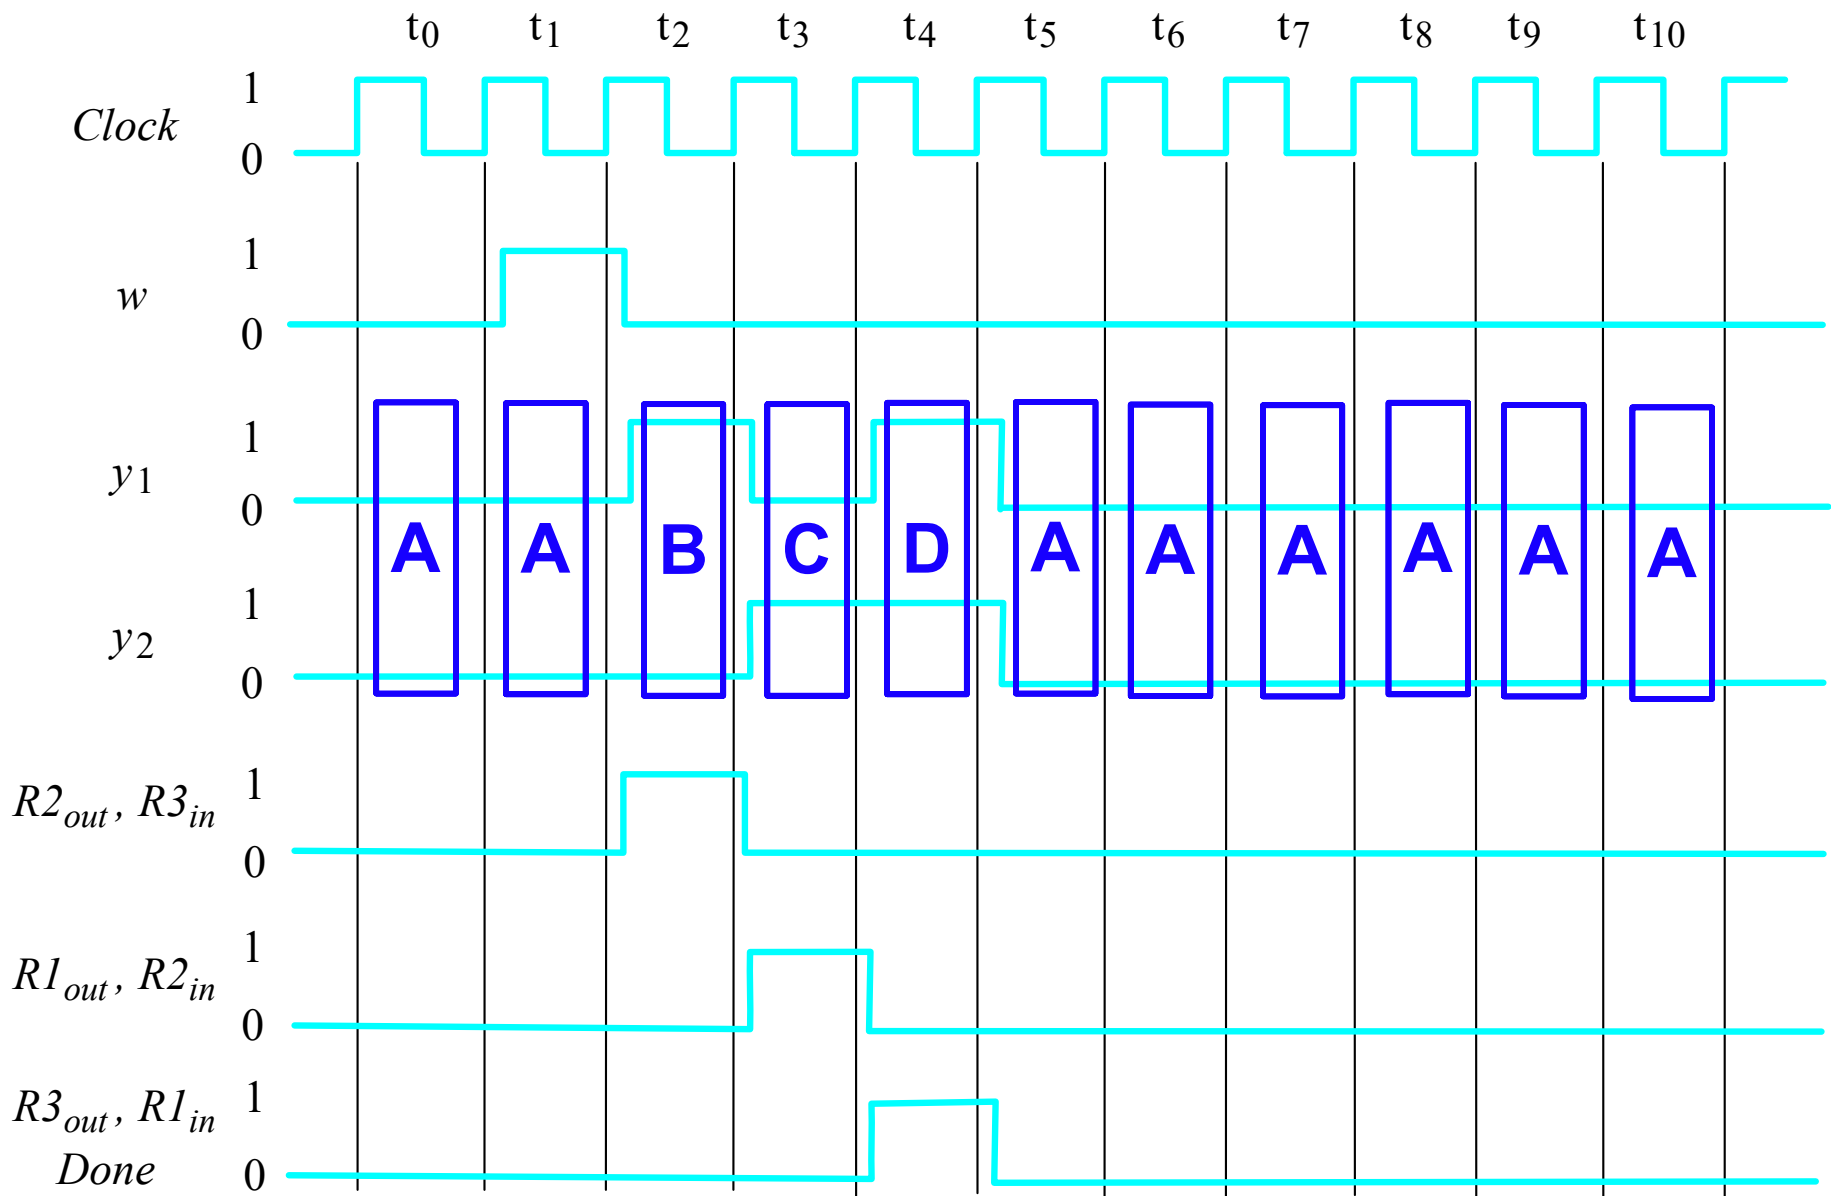 t0 t1 t2 t3 t4 t5 t6 t7 t8 t9 t10
1
Clock
0
1
w
0
1
y1
0
A A B C D A A A A A A
1
y2
0
1
R2out, R3in
0
1
R1out, R2in
0
1
R3out, R1in
Done 0